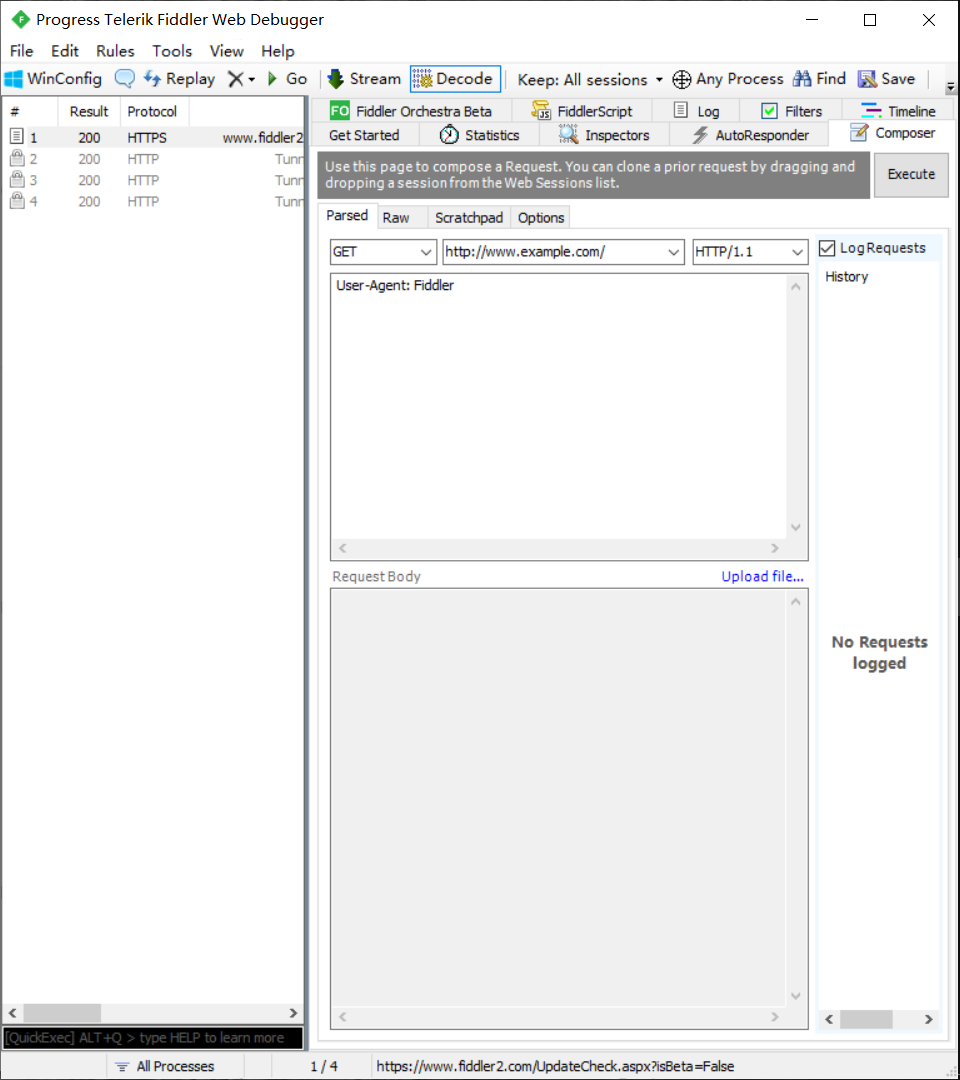 Progress Telerik Fiddler Web Debugger
File Edit Rules Tools View Help
WinConfig Replay Go Stream Decode Keep: All sessions Any Process Find Save
# Result Protocol
1 200 HTTPS www.fiddler2
2 200 HTTP Tunn
3 200 HTTP Tunn
4 200 HTTP Tunn
FO Fiddler Orchestra Beta FiddlerScript Log Filters Timeline
Get Started Statistics Inspectors AutoResponder Composer
Use this page to compose a Request. You can clone a prior request by dragging and
dropping a session from the Web Sessions list.
Execute
Parsed Raw Scratchpad Options
GET http://www.example.com/ HTTP/1.1
Log Requests
User-Agent: Fiddler
History
Request Body Upload file...
No Requests
logged
[QuickExec] ALT+Q > type HELP to learn more
All Processes 1 / 4 https://www.fiddler2.com/UpdateCheck.aspx?isBeta=False